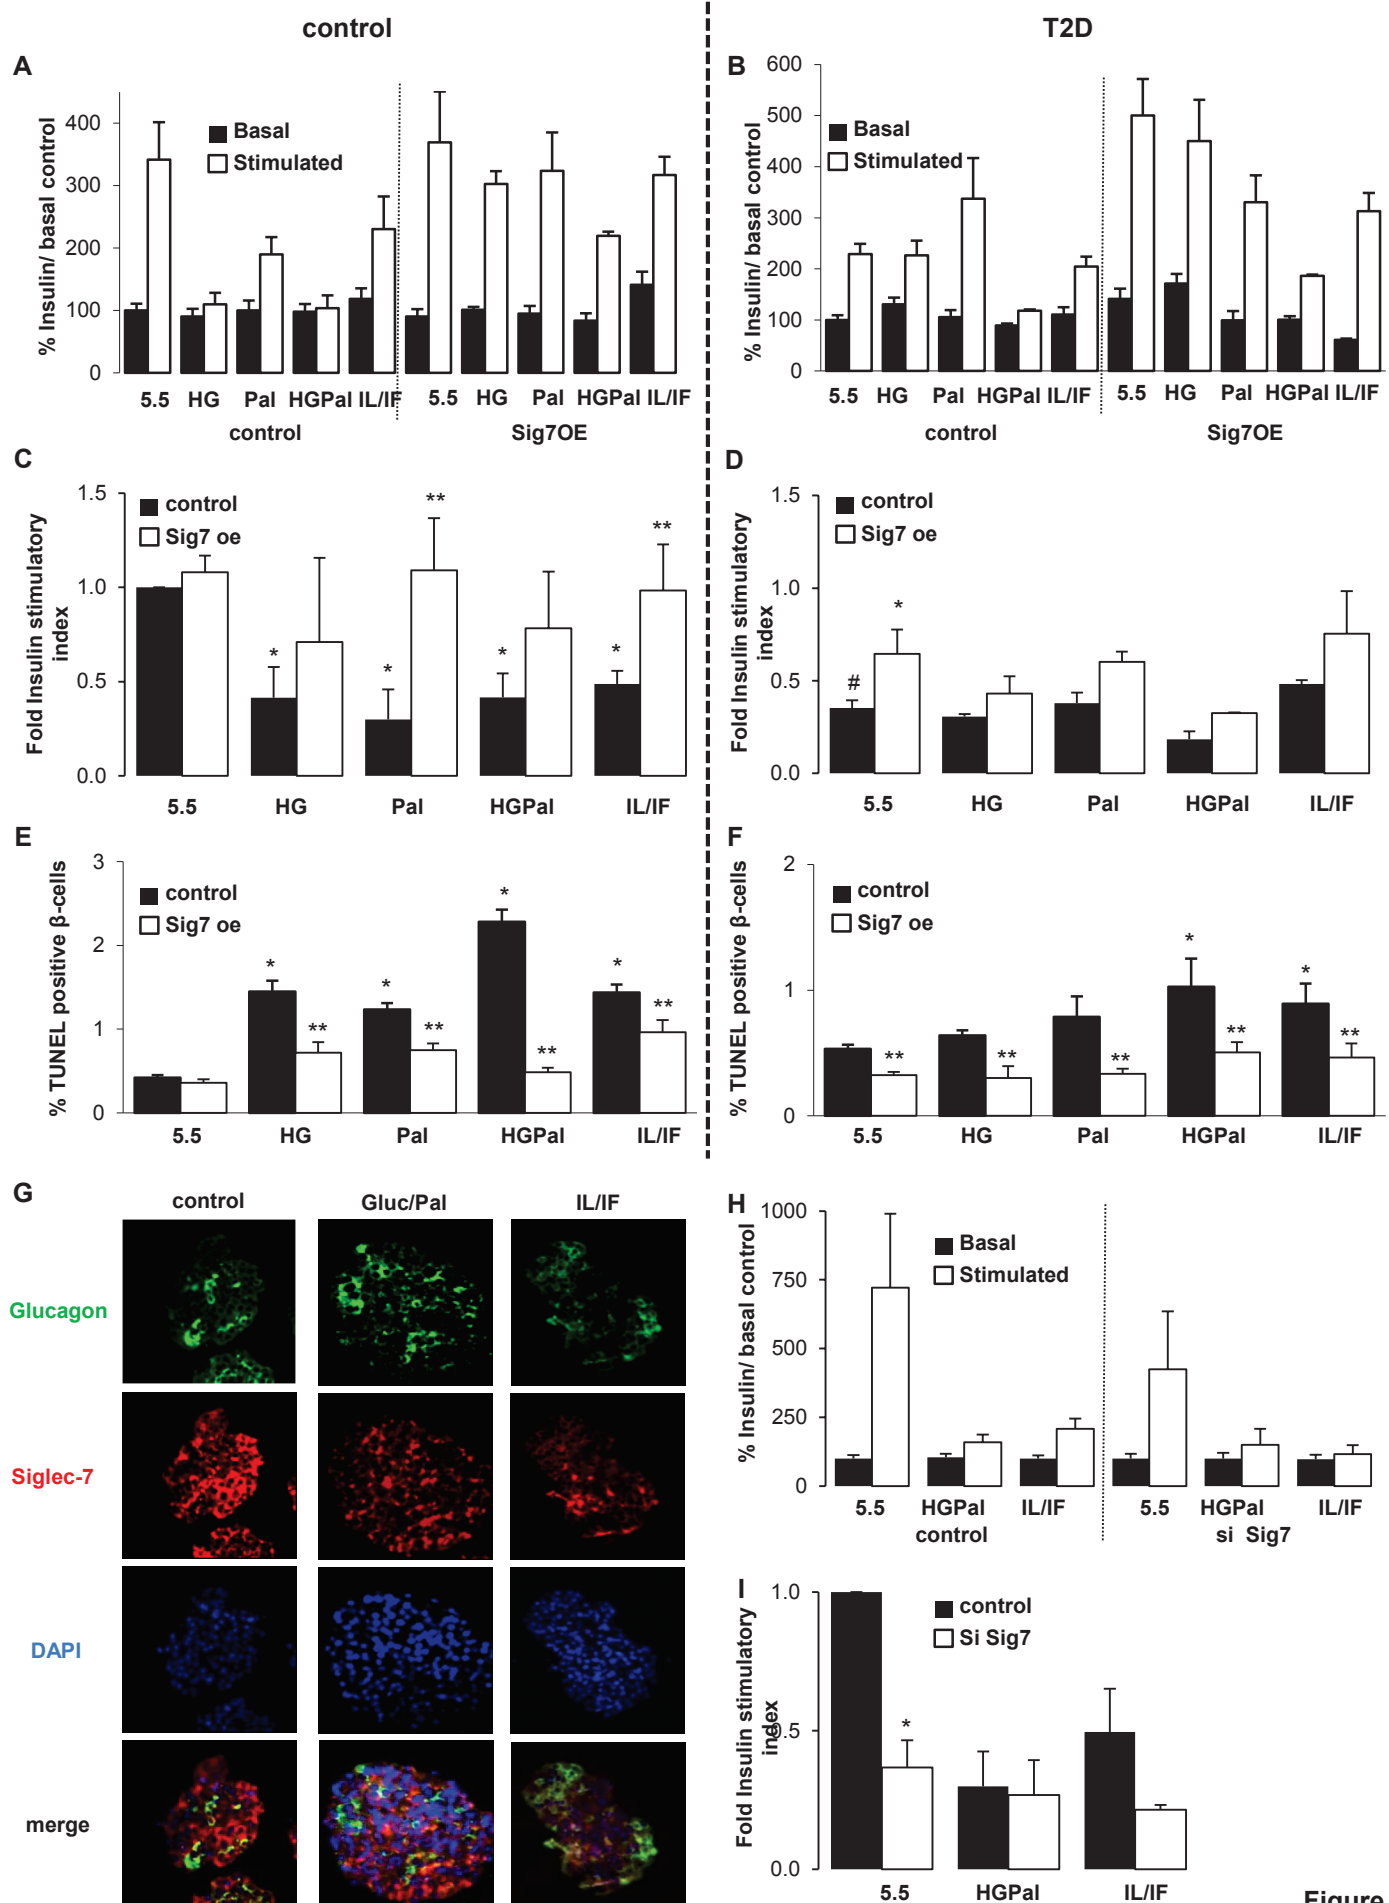 control
T2D
A
% Insulin/ basal control
400
300
200
100
0
Basal
Stimulated
5.5 HG Pal HGPal IL/IF 5.5 HG Pal HGPal IL/IF
control Sig7OE
B
% Insulin/ basal control
600
500
400
300
200
100
0
Basal
Stimulated
5.5 HG Pal HGPal IL/IF 5.5 HG Pal HGPal IL/IF
control Sig7OE
C
Fold Insulin stimulatory
index
1.5
1.0
0.5
0.0
control
Sig7 oe
* * ** * * **
5.5 HG Pal HGPal IL/IF
D
Fold Insulin stimulatory
index
1.5
1.0
0.5
0.0
control
Sig7 oe
# *
5.5 HG Pal HGPal IL/IF
E
% TUNEL positive β-cells
3
2
1
0
control
Sig7 oe
* ** * ** * ** * **
5.5 HG Pal HGPal IL/IF
F
% TUNEL positive β-cells
2
1
0
control
Sig7 oe
** ** ** * ** * **
5.5 HG Pal HGPal IL/IF
G
control Gluc/Pal IL/IF
Glucagon
Siglec-7
DAPI
merge
H
% Insulin/ basal control
1000
750
500
250
0
Basal
Stimulated
5.5 HGPal IL/IF 5.5 HGPal IL/IF
control si Sig7
I
Fold Insulin stimulatory
index
1.0
0.5
0.0
control
Si Sig7
*
5.5 HGPal IL/IF
Figure